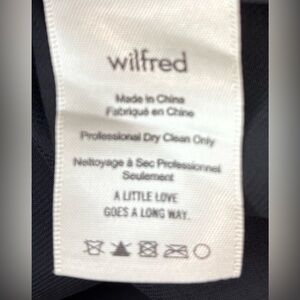 wilfred
Made in China
Fabriqué en Chine
Professional Dry Clean Only
Nettoyage à Sec Professionnel
Seulement
A LITTLE LOVE
GOES A LONG WAY.